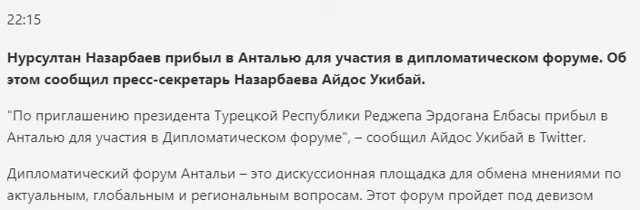 22:15
Нурсултан Назарбаев прибыл в Анталью для участия в дипломатическом форуме. Об
этом сообщил пресс-секретарь Назарбаева Айдос Укибай.
"По приглашению президента Турецкой Республики Реджепа Эрдогана Елбасы прибыл в
Анталью для участия в Дипломатическом форуме", – сообщил Айдос Укибай в Twitter.
Дипломатический форум Антальи – это дискуссионная площадка для обмена мнениями по
актуальным, глобальным и региональным вопросам. Этот форум пройдет под девизом